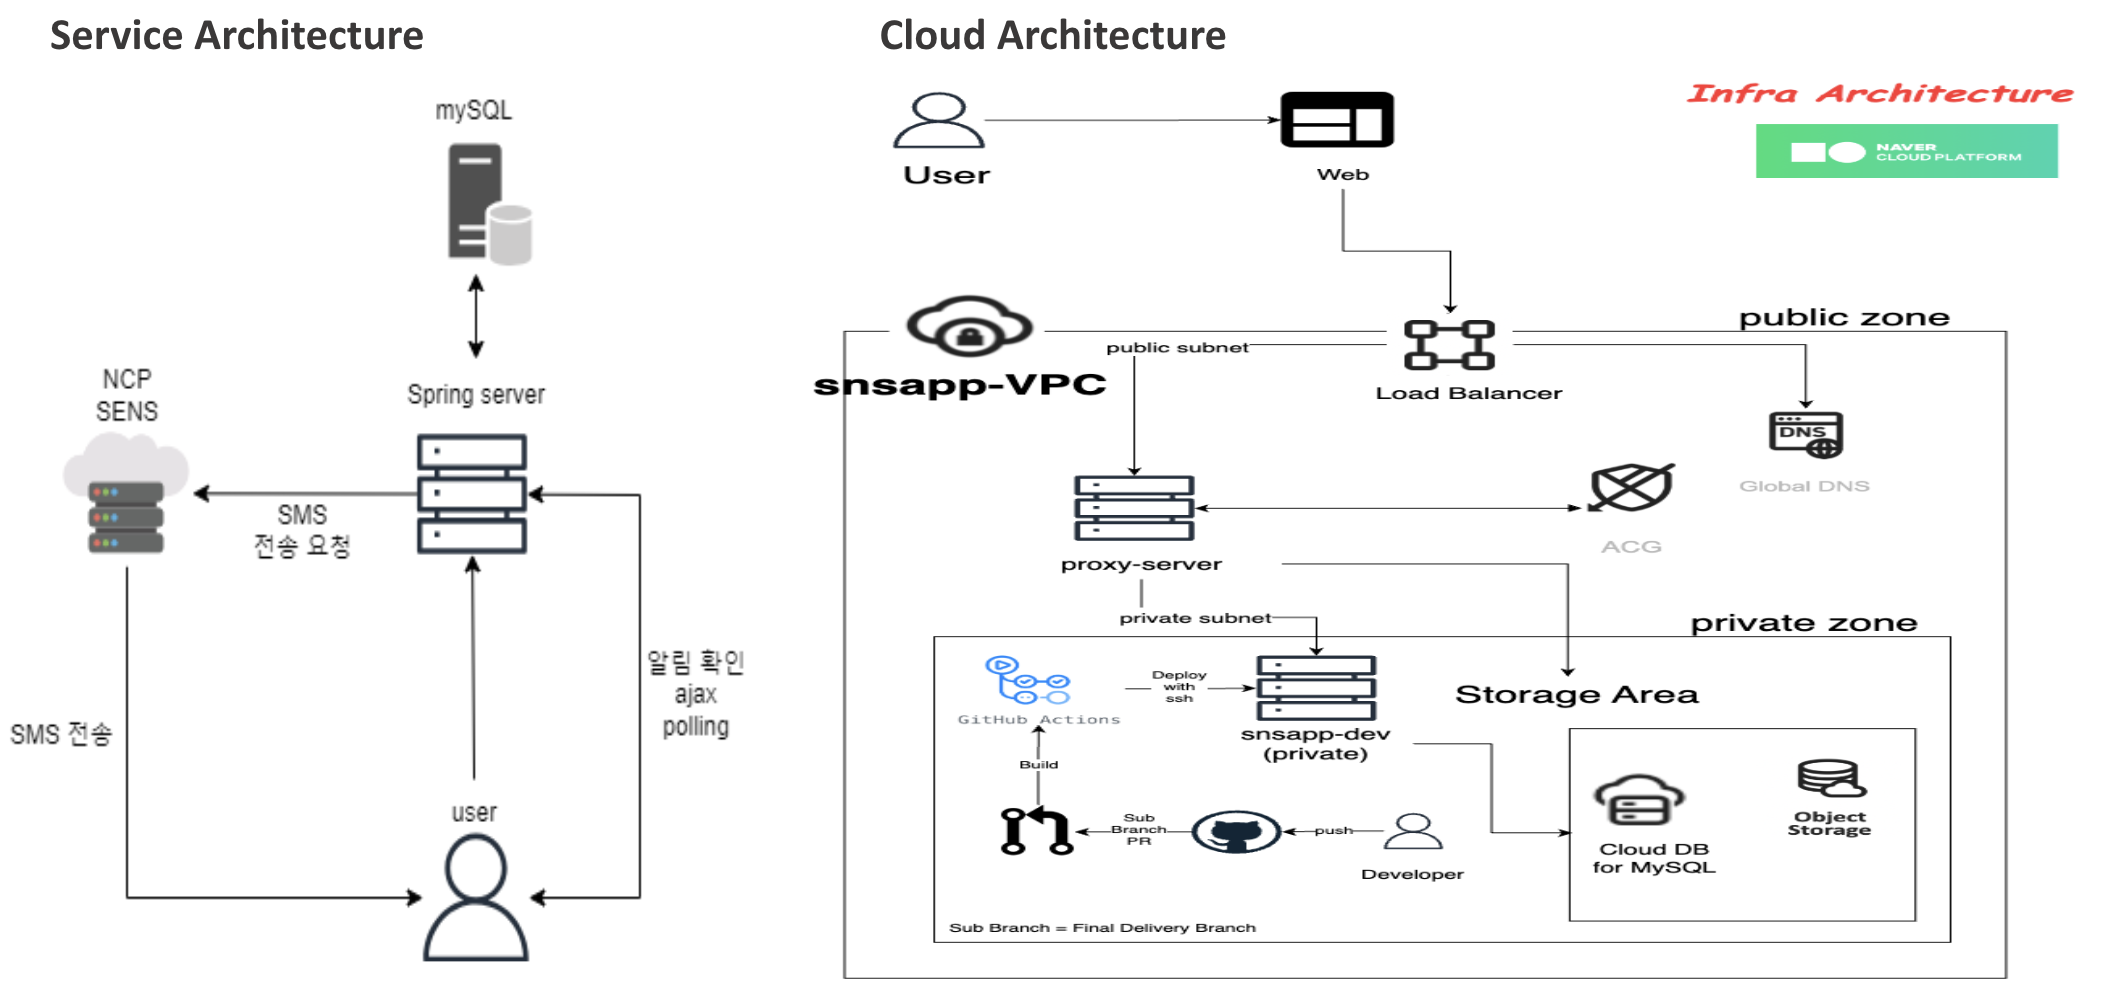 Service Architecture
mySQL
Spring server
NCP
SENS
SMS
전송 요청
알림 확인
ajax
polling
SMS 전송
user
Cloud Architecture
Infra Architecture
NAVER
CLOUD PLATFORM
User
Web
public zone
public subnet
snsapp-VPC
Load Balancer
DNS
Global DNS
ACG
proxy-server
private subnet
private zone
Deploy
with
ssh
GitHub Actions
Storage Area
snsapp-dev
(private)
Build
Sub
Branch
PR
push
Developer
Cloud DB
for MySQL
Object
Storage
Sub Branch = Final Delivery Branch